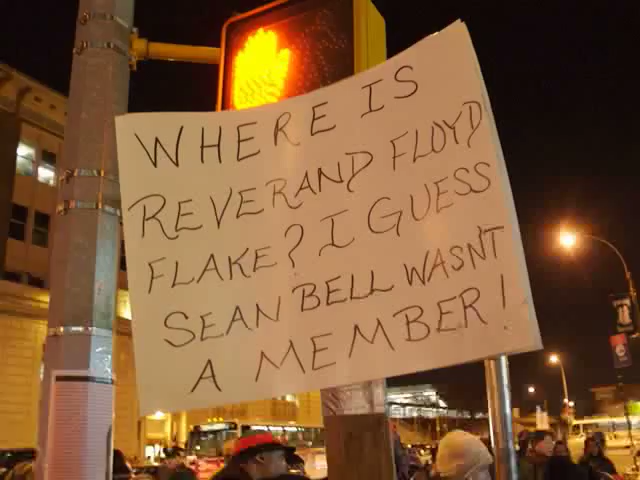 WHERE IS
REVERAND FLOYD
FLAKE? I GUESS
SEAN BELL WASNT
A MEMBER!